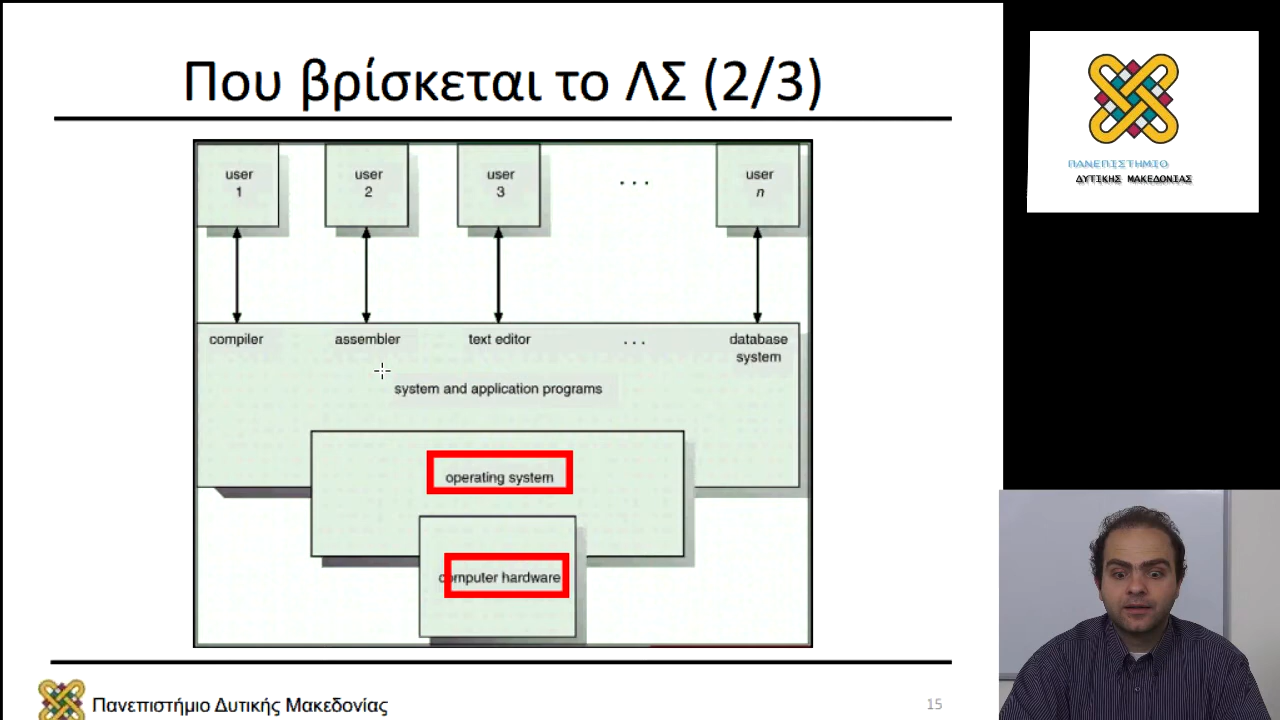 Που βρίσκεται το ΛΣ (2/3)
user
1
user
2
user
3
. . .
user
n
compiler
assembler
text editor
. . .
database
system
system and application programs
operating system
computer hardware
Πανεπιστήμιο Δυτικής Μακεδονίας
15
ΠΑΝΕΠΙΣΤΗΜΙΟ
ΔΥΤΙΚΗΣ ΜΑΚΕΔΟΝΙΑΣ